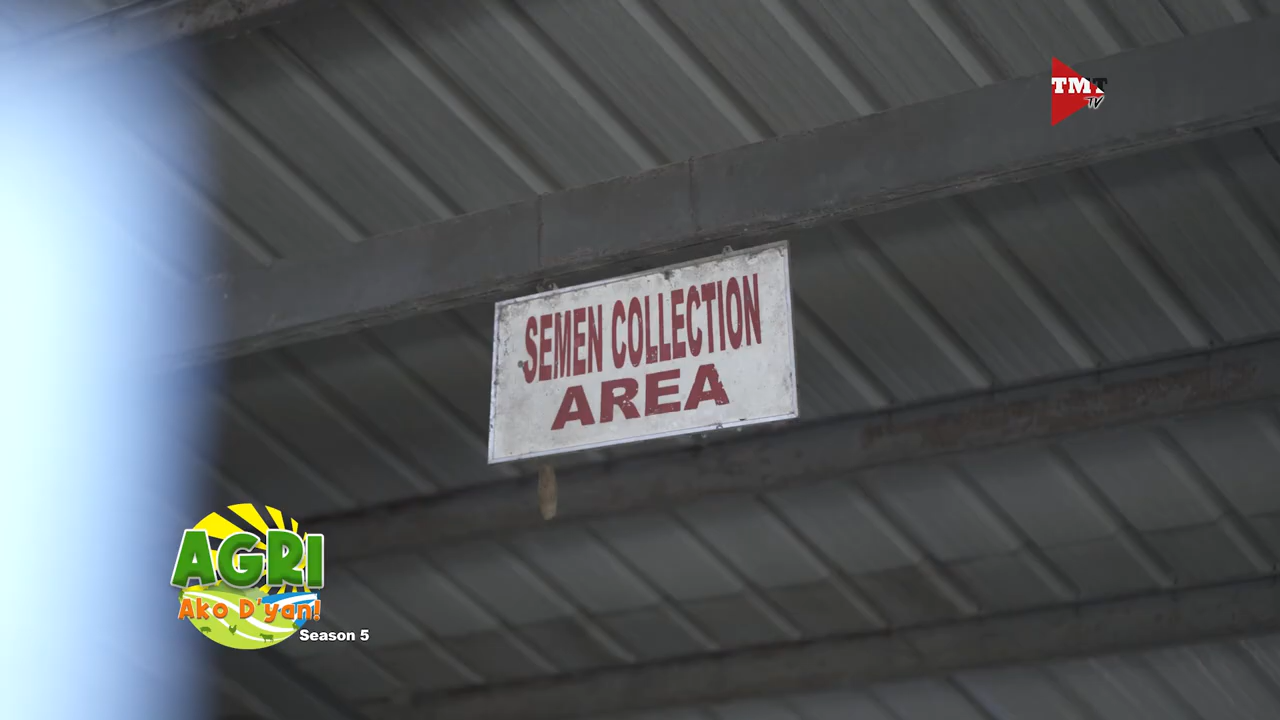 TMT
TV
SEMEN COLLECTION
AREA
AGRI
Ako D'yan!
Season 5